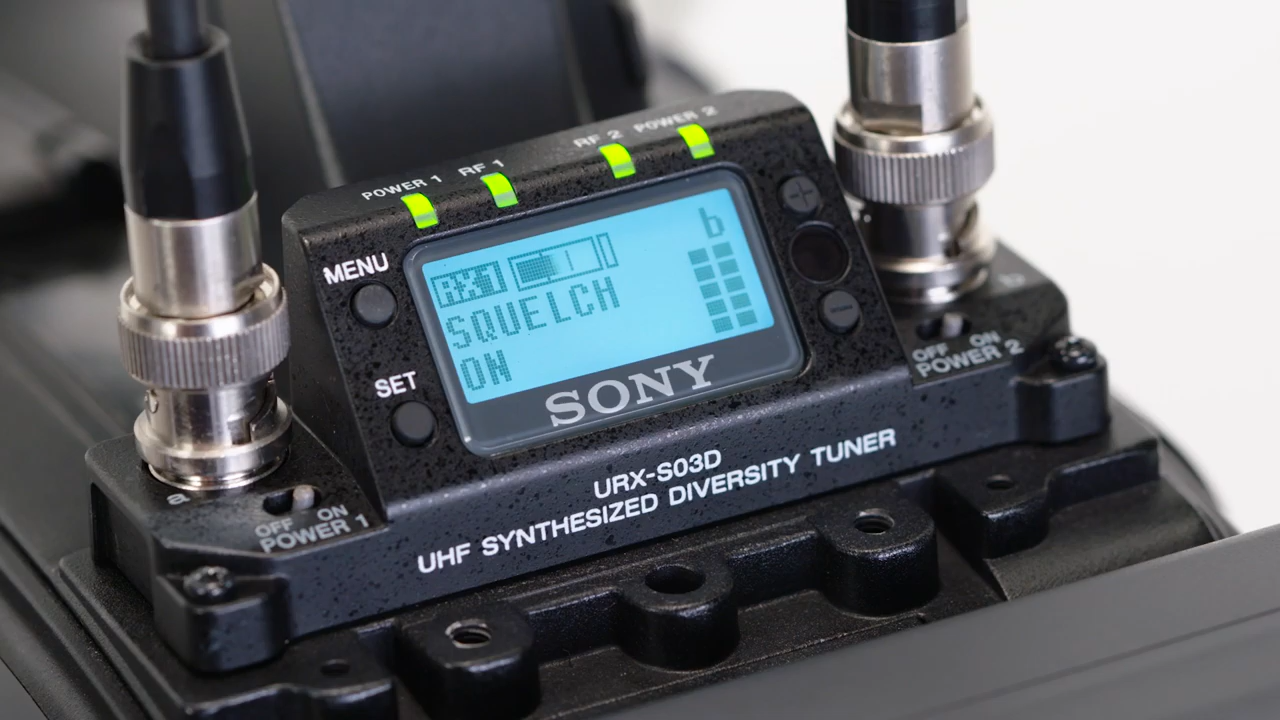 POWER 1 RF 1 RF 2 POWER 2
MENU
SET
RX1
b
SQUELCH
ON
SONY
a
OFF ON
POWER 1
b
OFF ON
POWER 2
URX-S03D
UHF SYNTHESIZED DIVERSITY TUNER